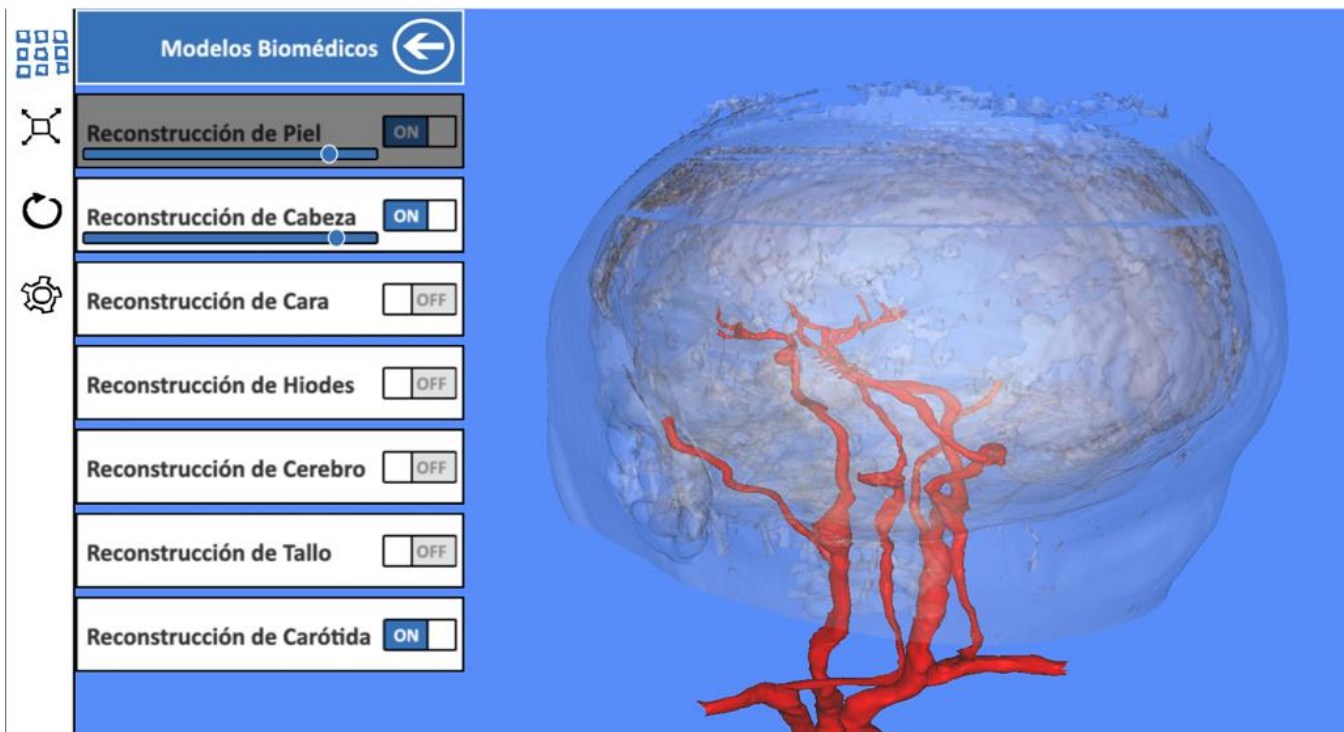 Modelos Biomédicos
Reconstrucción de Piel ON
Reconstrucción de Cabeza ON
Reconstrucción de Cara OFF
Reconstrucción de Hiodes OFF
Reconstrucción de Cerebro OFF
Reconstrucción de Tallo OFF
Reconstrucción de Carótida ON